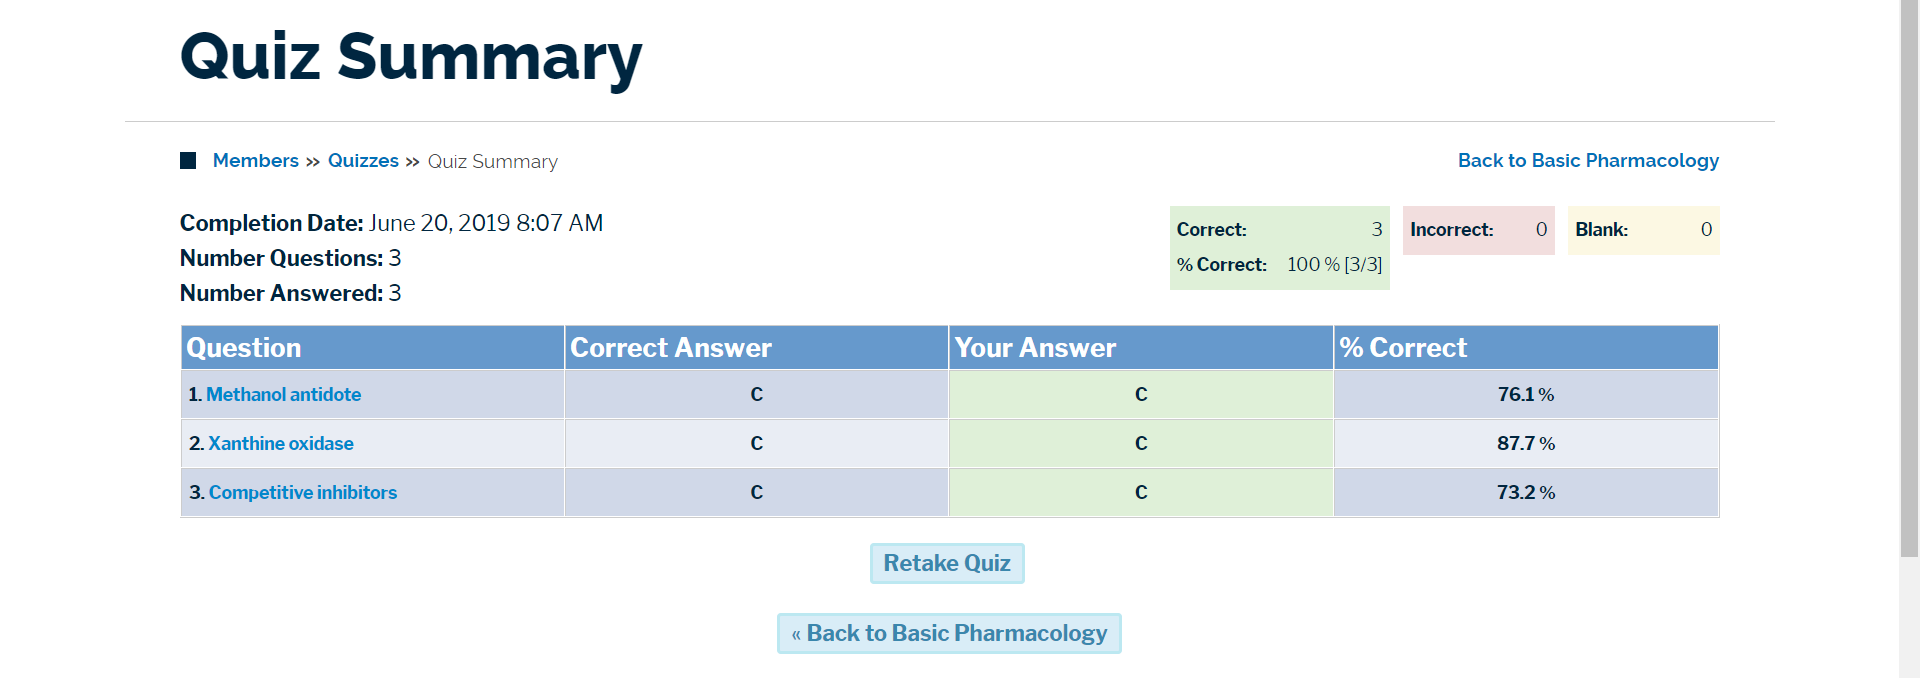 Quiz Summary
Members » Quizzes » Quiz Summary
Back to Basic Pharmacology
Completion Date: June 20, 2019 8:07 AM
Number Questions: 3
Number Answered: 3
Correct: 3
% Correct: 100 % [3/3]
Incorrect: 0
Blank: 0
Question Correct Answer Your Answer % Correct
1. Methanol antidote C C 76.1 %
2. Xanthine oxidase C C 87.7 %
3. Competitive inhibitors C C 73.2 %
Retake Quiz
« Back to Basic Pharmacology